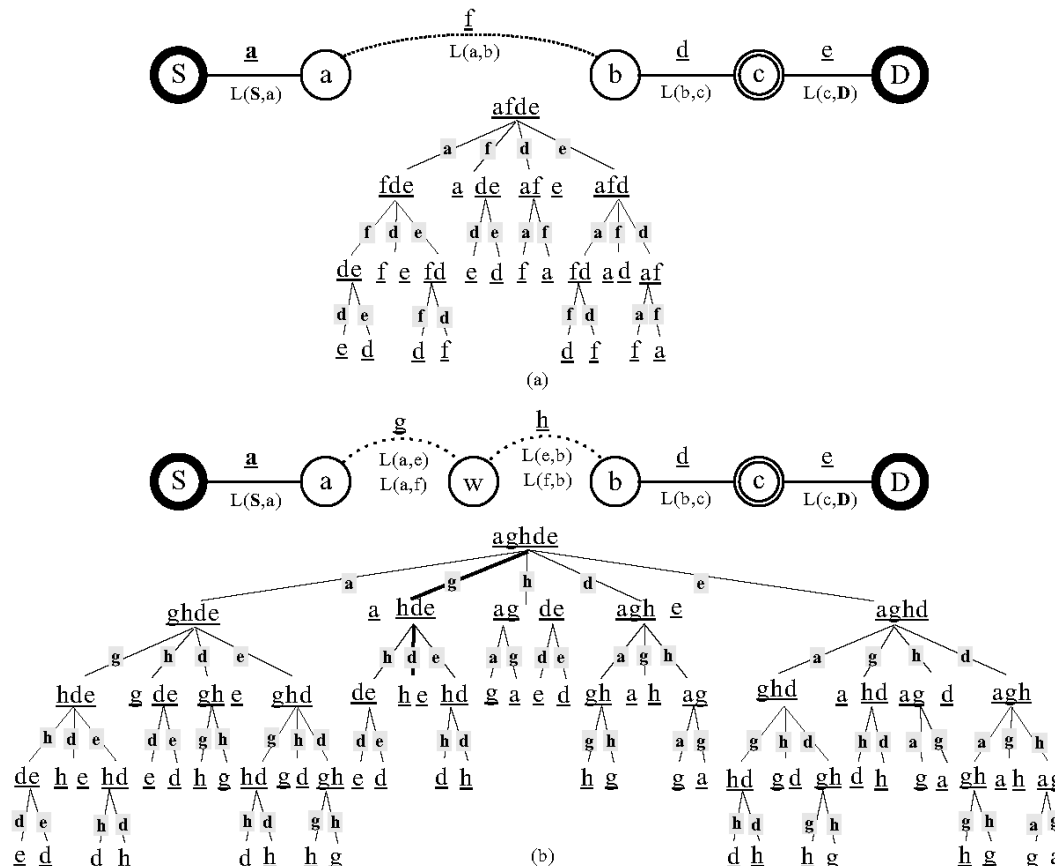 f
a d e
S a L(a,b) b c D
L(S,a) L(b,c) L(c,D)
afde
a f d e
fde a de af e afd
f d e d e a f a f d
de f e fd e d f a fd a d af
d e f d f d a f
e d d f d f f a
(a)
g h
a d e
L(a,e) L(e,b)
S a w b c D
L(a,f) L(f,b)
L(S,a) L(b,c) L(c,D)
aghde
a g h d e
ghde a hde ag de agh e aghd
g h d e h d e a g d e a g h a g h d
hde g de gh e ghd de h e hd g a e d gh a h ag ghd a hd ag d agh
h d e d e g h g h d d e h d g h a g g h d h d a g a g h
de h e hd e d h g hd g d gh e d d h h g g a hd g d gh d h g a gh a h ag
d e h d h d g h h d g h g h a g
e d d h d h h g d h h g h g g a
(b)